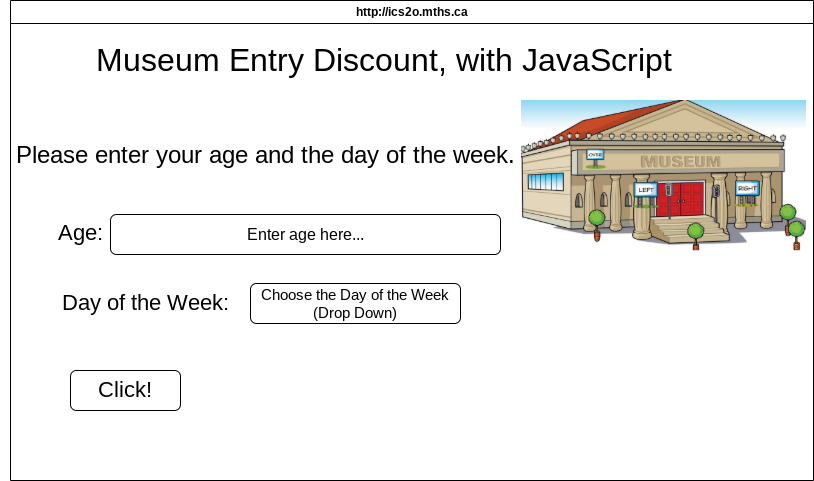 http://ics2o.mths.ca
Museum Entry Discount, with JavaScript
Please enter your age and the day of the week.
OVER
MUSEUM
LEFT
RIGHT
Age:
Enter age here...
Day of the Week:
Choose the Day of the Week
(Drop Down)
Click!